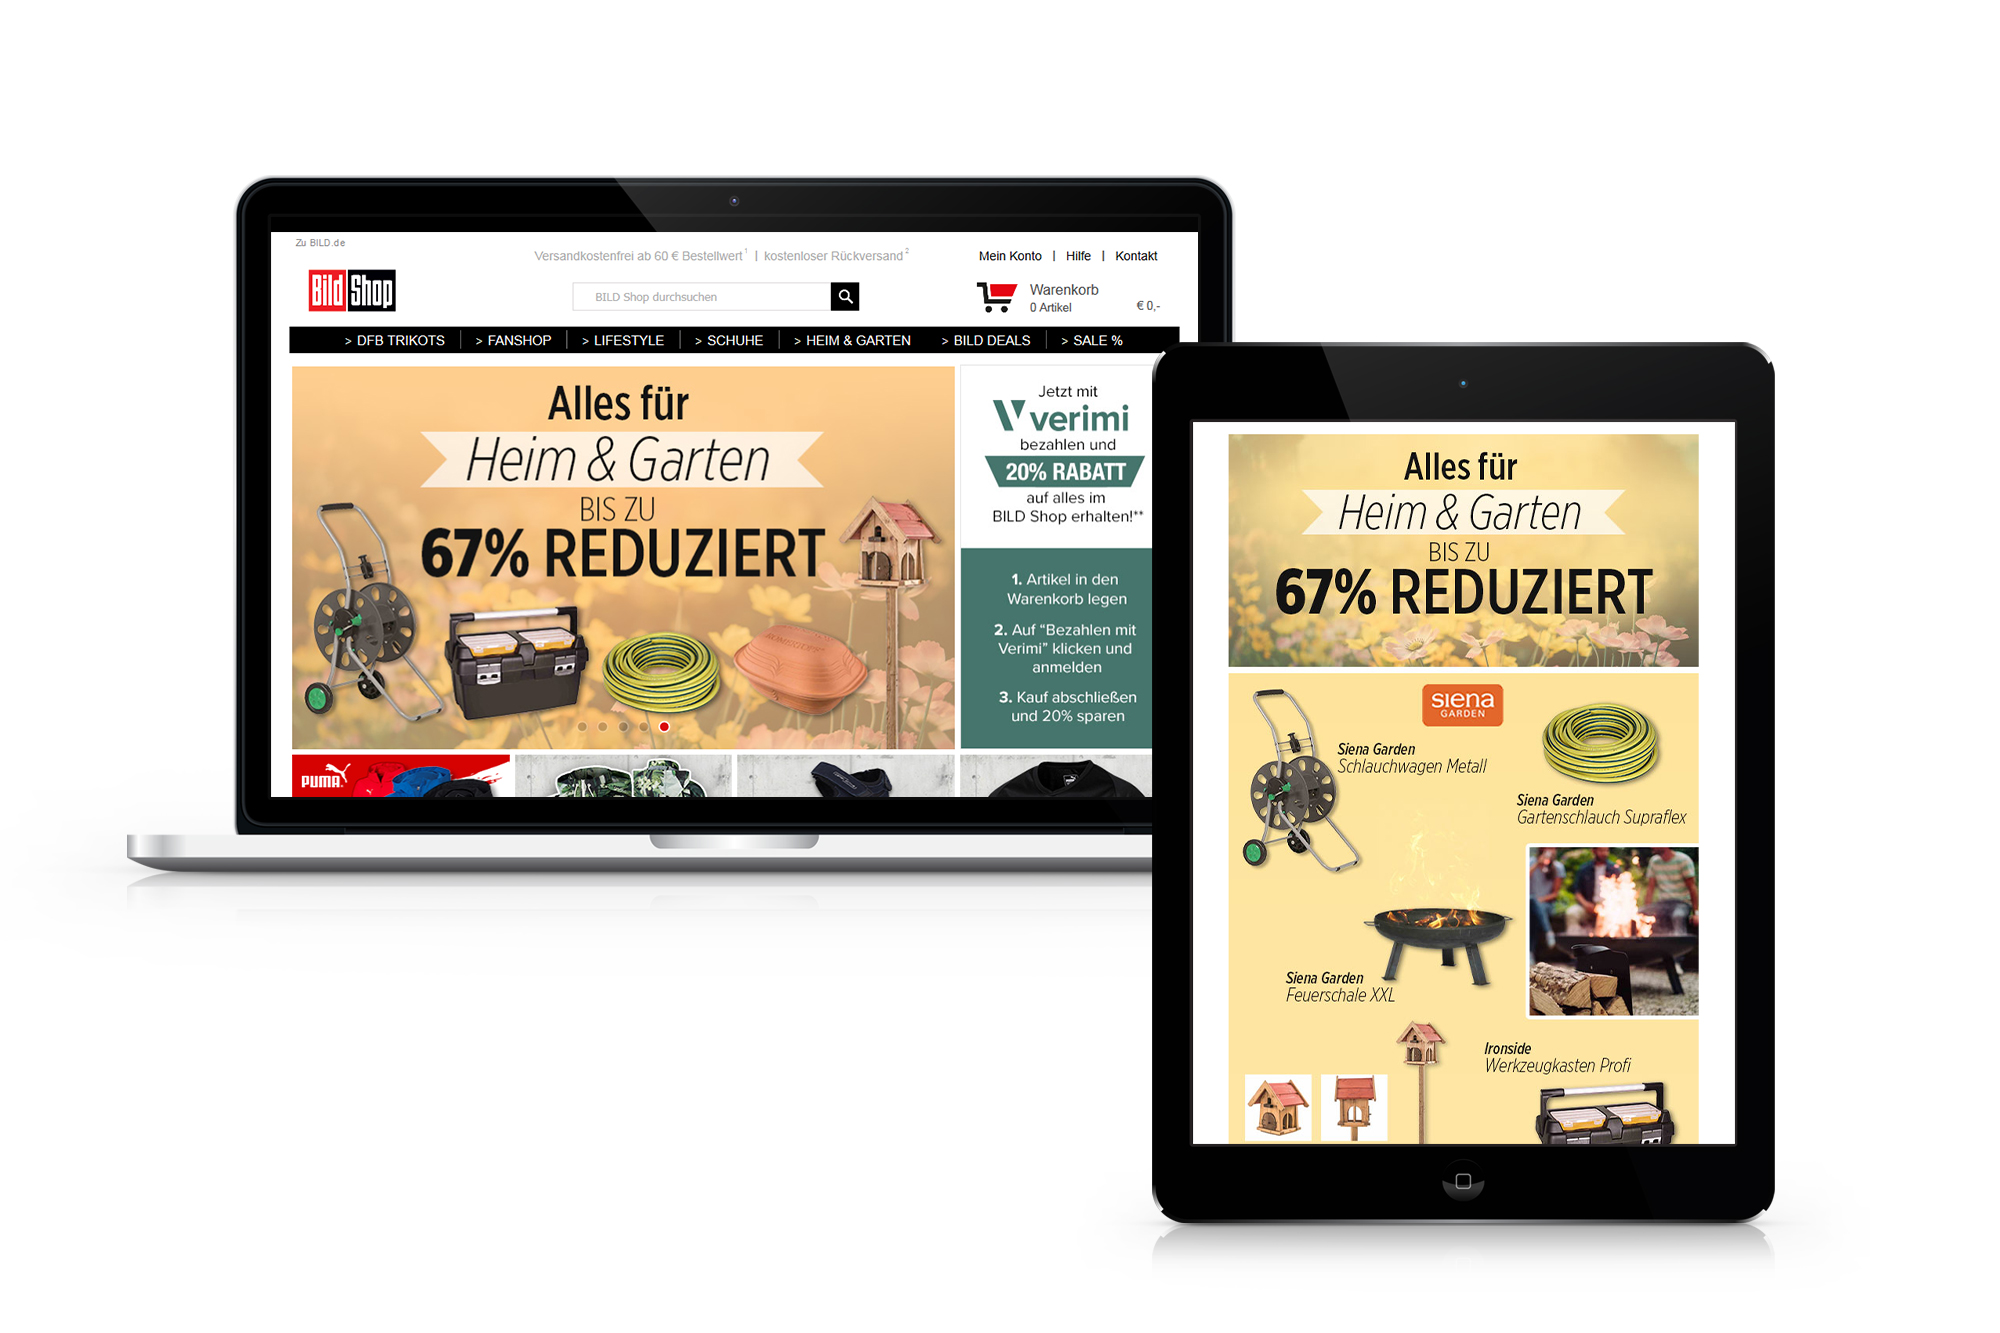 Zu BILD.de
Versandkostenfrei ab 60 € Bestellwert ¹ | kostenloser Rückversand ²
Mein Konto | Hilfe | Kontakt
Bild Shop
BILD Shop durchsuchen
Warenkorb
0 Artikel
€ 0,-
> DFB TRIKOTS
> FANSHOP
> LIFESTYLE
> SCHUHE
> HEIM & GARTEN
> BILD DEALS
> SALE %
Alles für
Heim & Garten
BIS ZU
67% REDUZIERT
Jetzt mit
verimi
bezahlen und
20% RABATT
auf alles im
BILD Shop erhalten!**
1. Artikel in den
Warenkorb legen
2. Auf “Bezahlen mit
Verimi” klicken und
anmelden
3. Kauf abschließen
und 20% sparen
PUMA
Alles für
Heim & Garten
BIS ZU
67% REDUZIERT
siena
GARDEN
Siena Garden
Schlauchwagen Metall
Siena Garden
Gartenschlauch Supraflex
Siena Garden
Feuerschale XXL
Ironside
Werkzeugkasten Profi